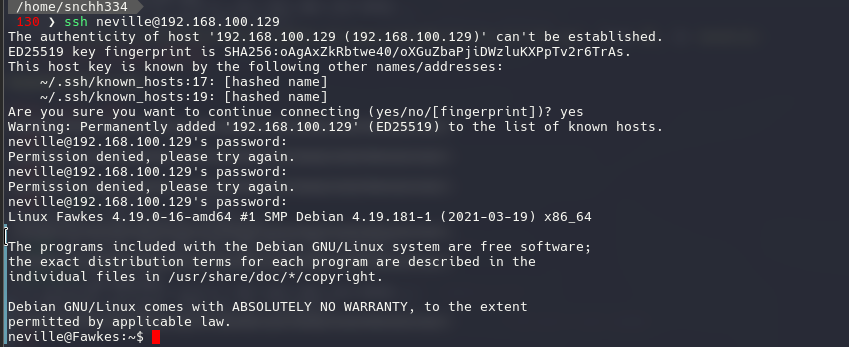 /home/snchh334
130 ❯ ssh neville@192.168.100.129
The authenticity of host '192.168.100.129 (192.168.100.129)' can't be established.
ED25519 key fingerprint is SHA256:oAgAxZkRbtwe40/oXGuZbaPjiDWzluKXPpTv2r6TrAs.
This host key is known by the following other names/addresses:
    ~/.ssh/known_hosts:17: [hashed name]
    ~/.ssh/known_hosts:19: [hashed name]
Are you sure you want to continue connecting (yes/no/[fingerprint])? yes
Warning: Permanently added '192.168.100.129' (ED25519) to the list of known hosts.
neville@192.168.100.129's password:
Permission denied, please try again.
neville@192.168.100.129's password:
Permission denied, please try again.
neville@192.168.100.129's password:
Linux Fawkes 4.19.0-16-amd64 #1 SMP Debian 4.19.181-1 (2021-03-19) x86_64
The programs included with the Debian GNU/Linux system are free software;
the exact distribution terms for each program are described in the
individual files in /usr/share/doc/*/copyright.
Debian GNU/Linux comes with ABSOLUTELY NO WARRANTY, to the extent
permitted by applicable law.
neville@Fawkes:~$